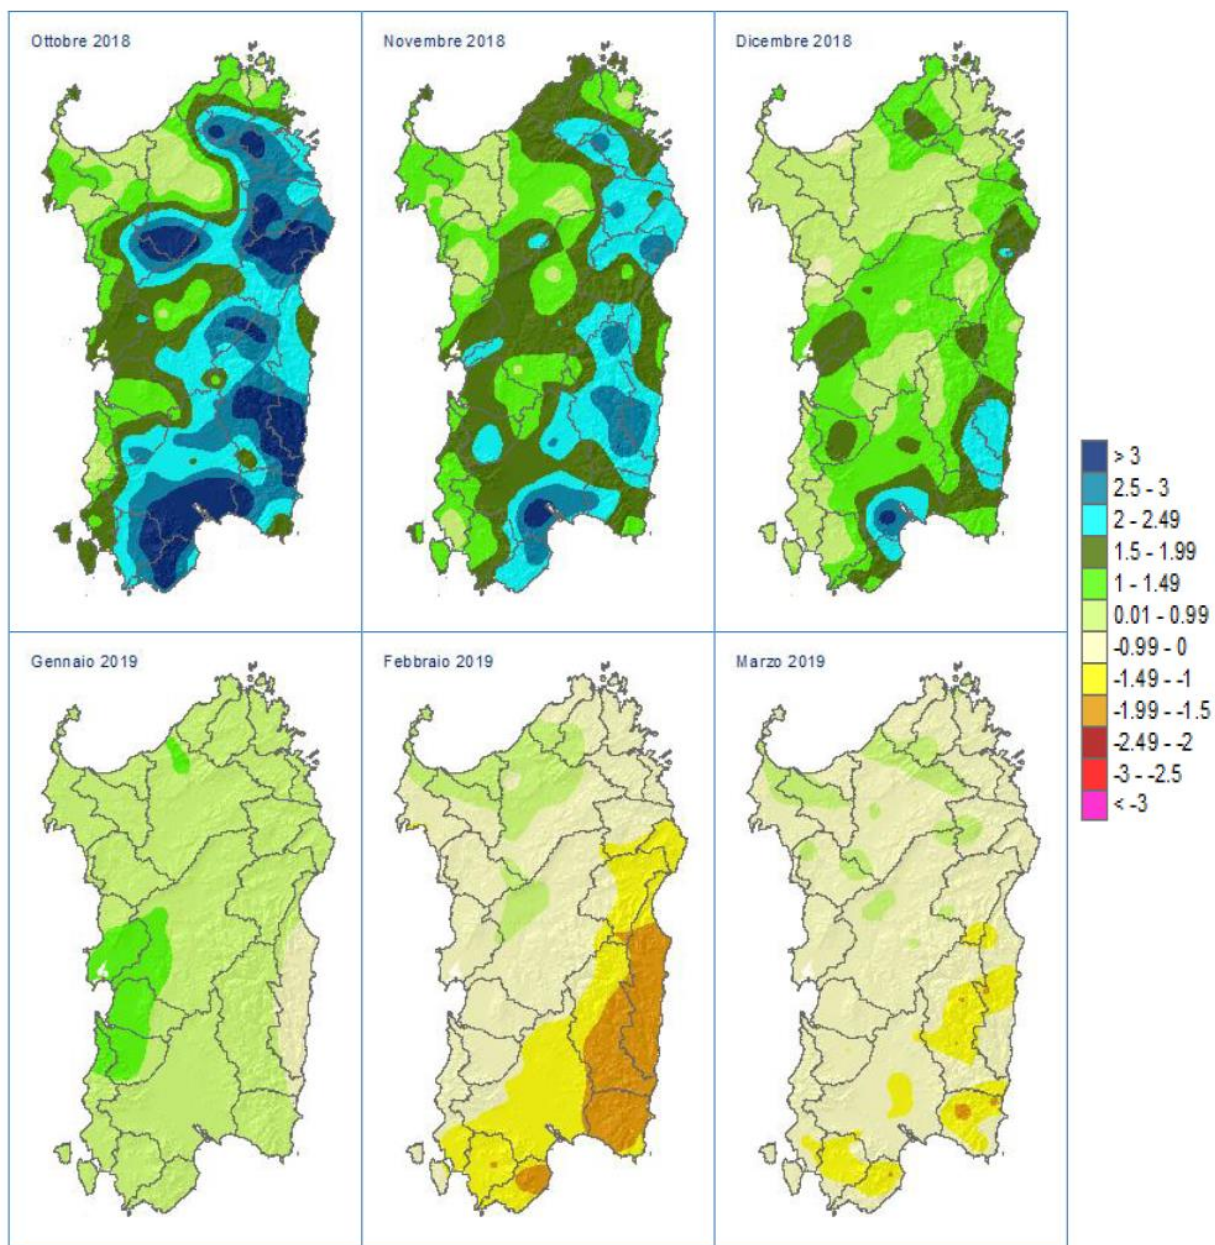 Ottobre 2018
Novembre 2018
Dicembre 2018
> 3
2.5 - 3
2 - 2.49
1.5 - 1.99
1 - 1.49
0.01 - 0.99
-0.99 - 0
-1.49 - -1
-1.99 - -1.5
-2.49 - -2
-3 - -2.5
< -3
Gennaio 2019
Febbraio 2019
Marzo 2019